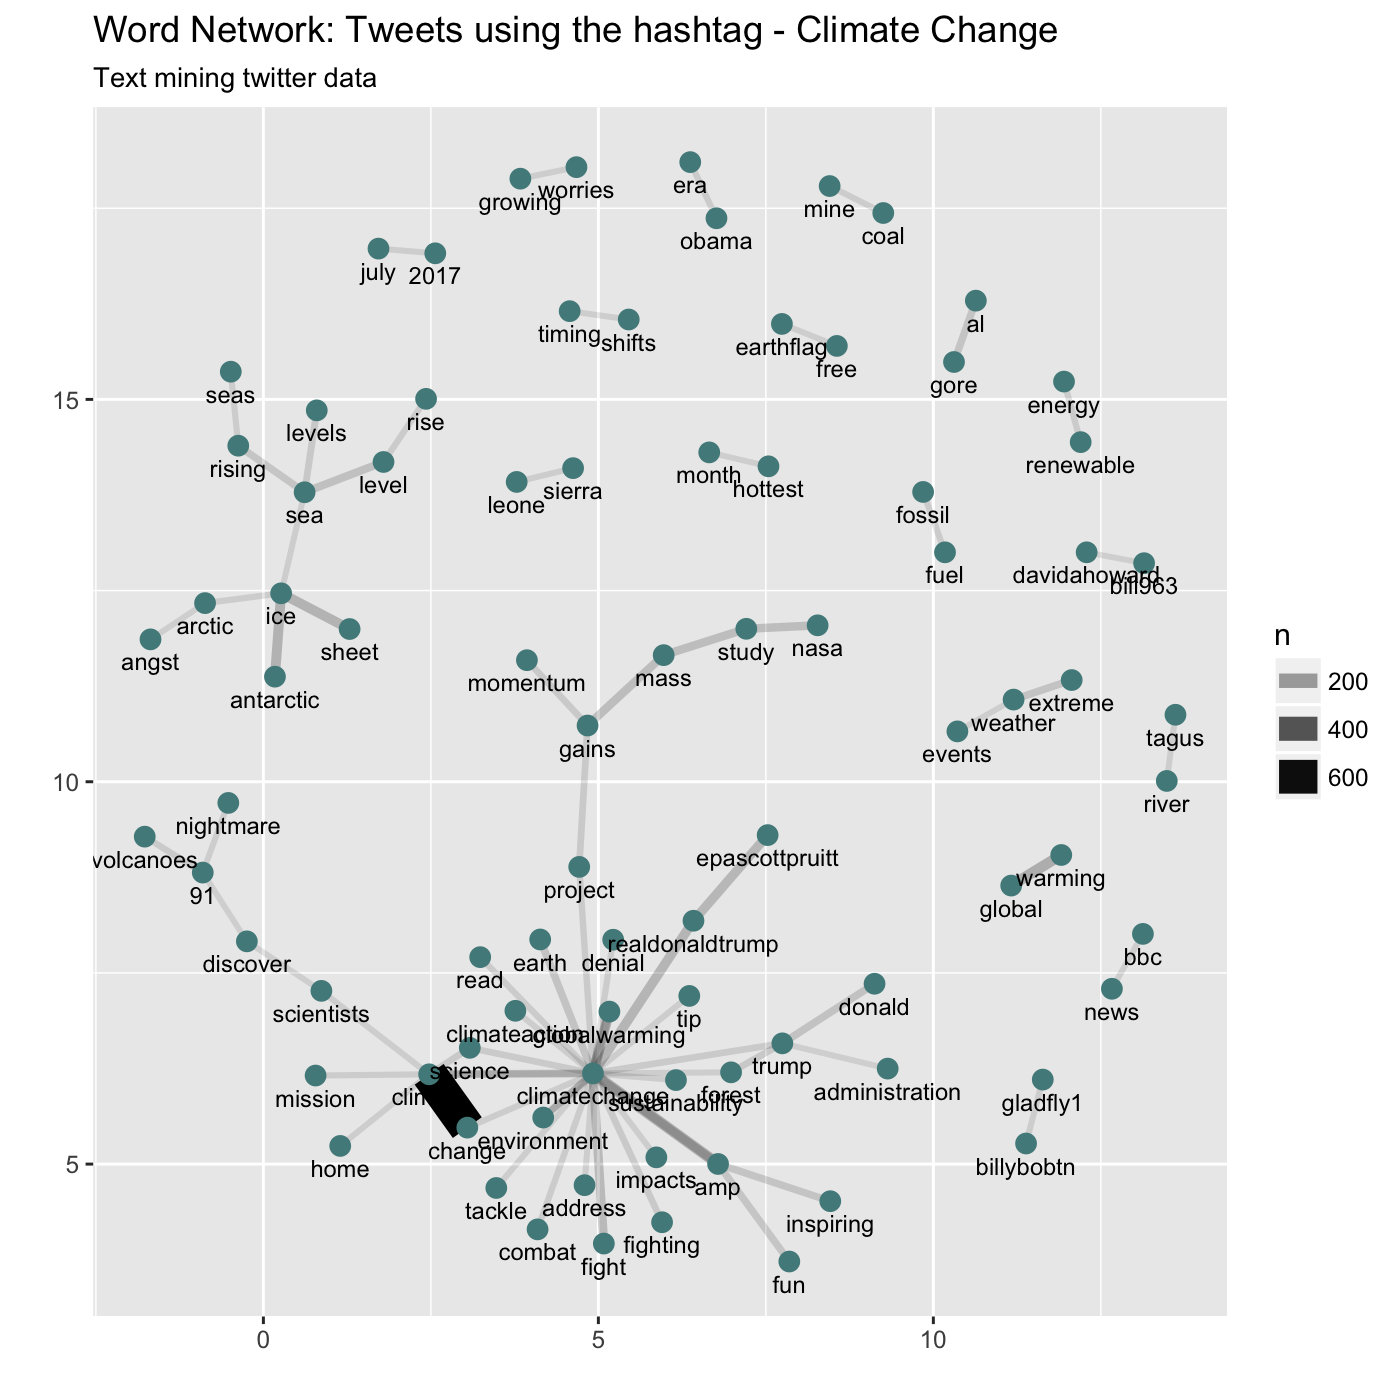 Word Network: Tweets using the hashtag - Climate Change
Text mining twitter data
worries
growing
era
mine
coal
obama
july
2017
timing
shifts
al
earthflag
free
gore
seas
15
energy
rise
levels
rising
renewable
level
month
hottest
leone
sierra
sea
fossil
fuel
davidahoward
bill963
ice
arctic
angst
sheet
antarctic
n
200
400
600
momentum
mass
study
nasa
extreme
weather
events
gains
tagus
10
river
nightmare
volcanoes
91
project
epascottpruitt
warming
global
realdonaldtrump
bbc
earth
denial
discover
read
news
donald
scientists
tip
climateaction
globalwarming
trump
science
administration
mission
climatechange
forest
sustainability
gladfly1
environment
change
5
home
billybobtn
impacts
amp
tackle
address
inspiring
combat
fighting
fight
fun
0
5
10